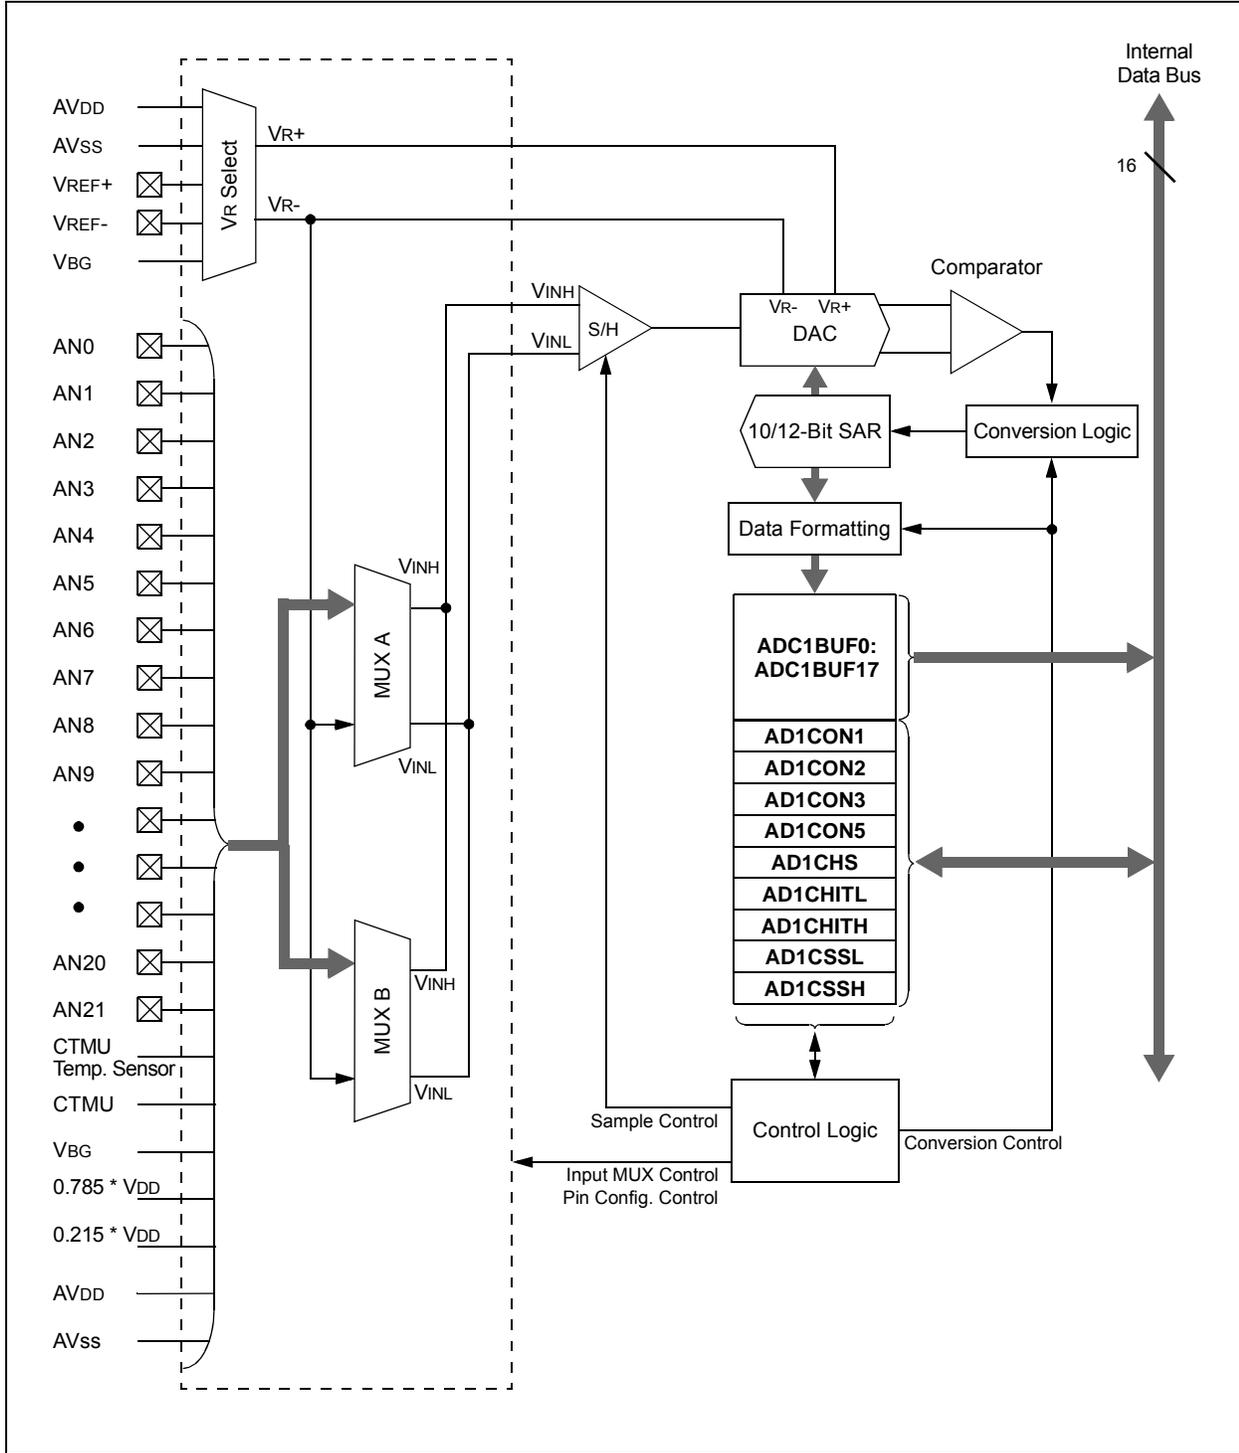 Internal
Data Bus
16
AVDD
AVSS
VREF+
VREF-
VBG
VR Select
VR+
VR-
Comparator
VINH
VINL
S/H
VR- VR+
DAC
10/12-Bit SAR
Conversion Logic
Data Formatting
AN0
AN1
AN2
AN3
AN4
AN5
AN6
AN7
AN8
AN9
AN20
AN21
CTMU
Temp. Sensor
CTMU
VBG
0.785 * VDD
0.215 * VDD
AVDD
AVss
VINH
MUX A
VINL
MUX B
VINH
VINL
ADC1BUF0:
ADC1BUF17
AD1CON1
AD1CON2
AD1CON3
AD1CON5
AD1CHS
AD1CHITL
AD1CHITH
AD1CSSL
AD1CSSH
Sample Control
Control Logic
Conversion Control
Input MUX Control
Pin Config. Control